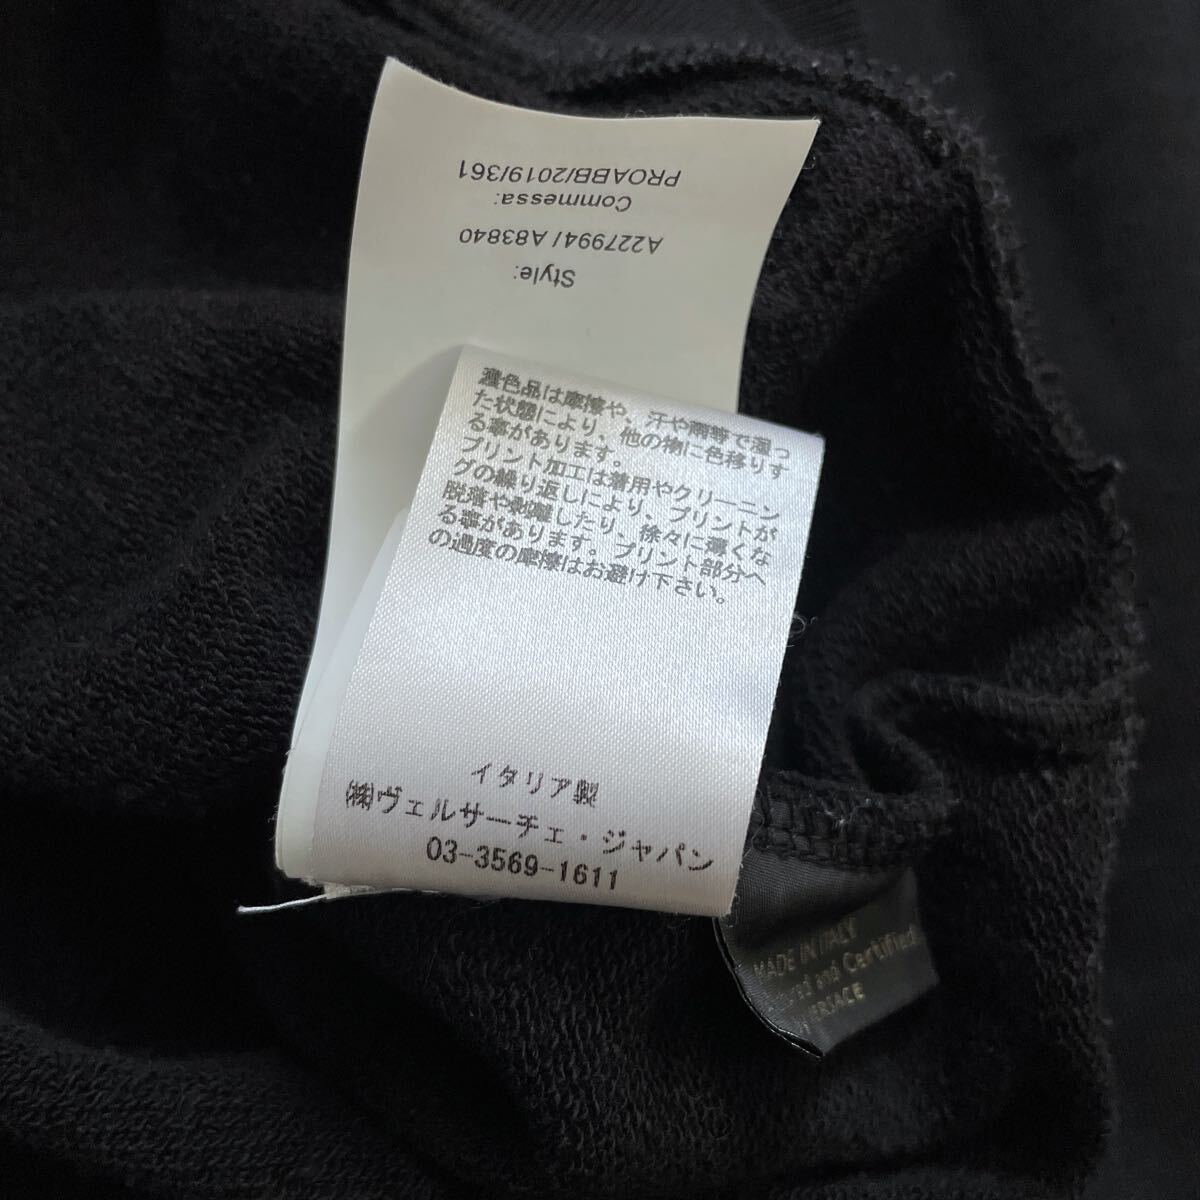 Style:
A227994 / A83840
Commessa:
PROABB/2019/361
濃色品は摩擦や、汗や雨等で湿っ
た状態により、他の物に色移りす
る事があります。
プリント加工は着用やクリーニン
グの繰り返しにより、プリントが
脱落や剥離したり、徐々に薄くな
る事があります。プリント部分へ
の過度の摩擦はお避け下さい。
イタリア製
㈱ヴェルサーチェ・ジャパン
03-3569-1611
MADE IN ITALY
and Certified